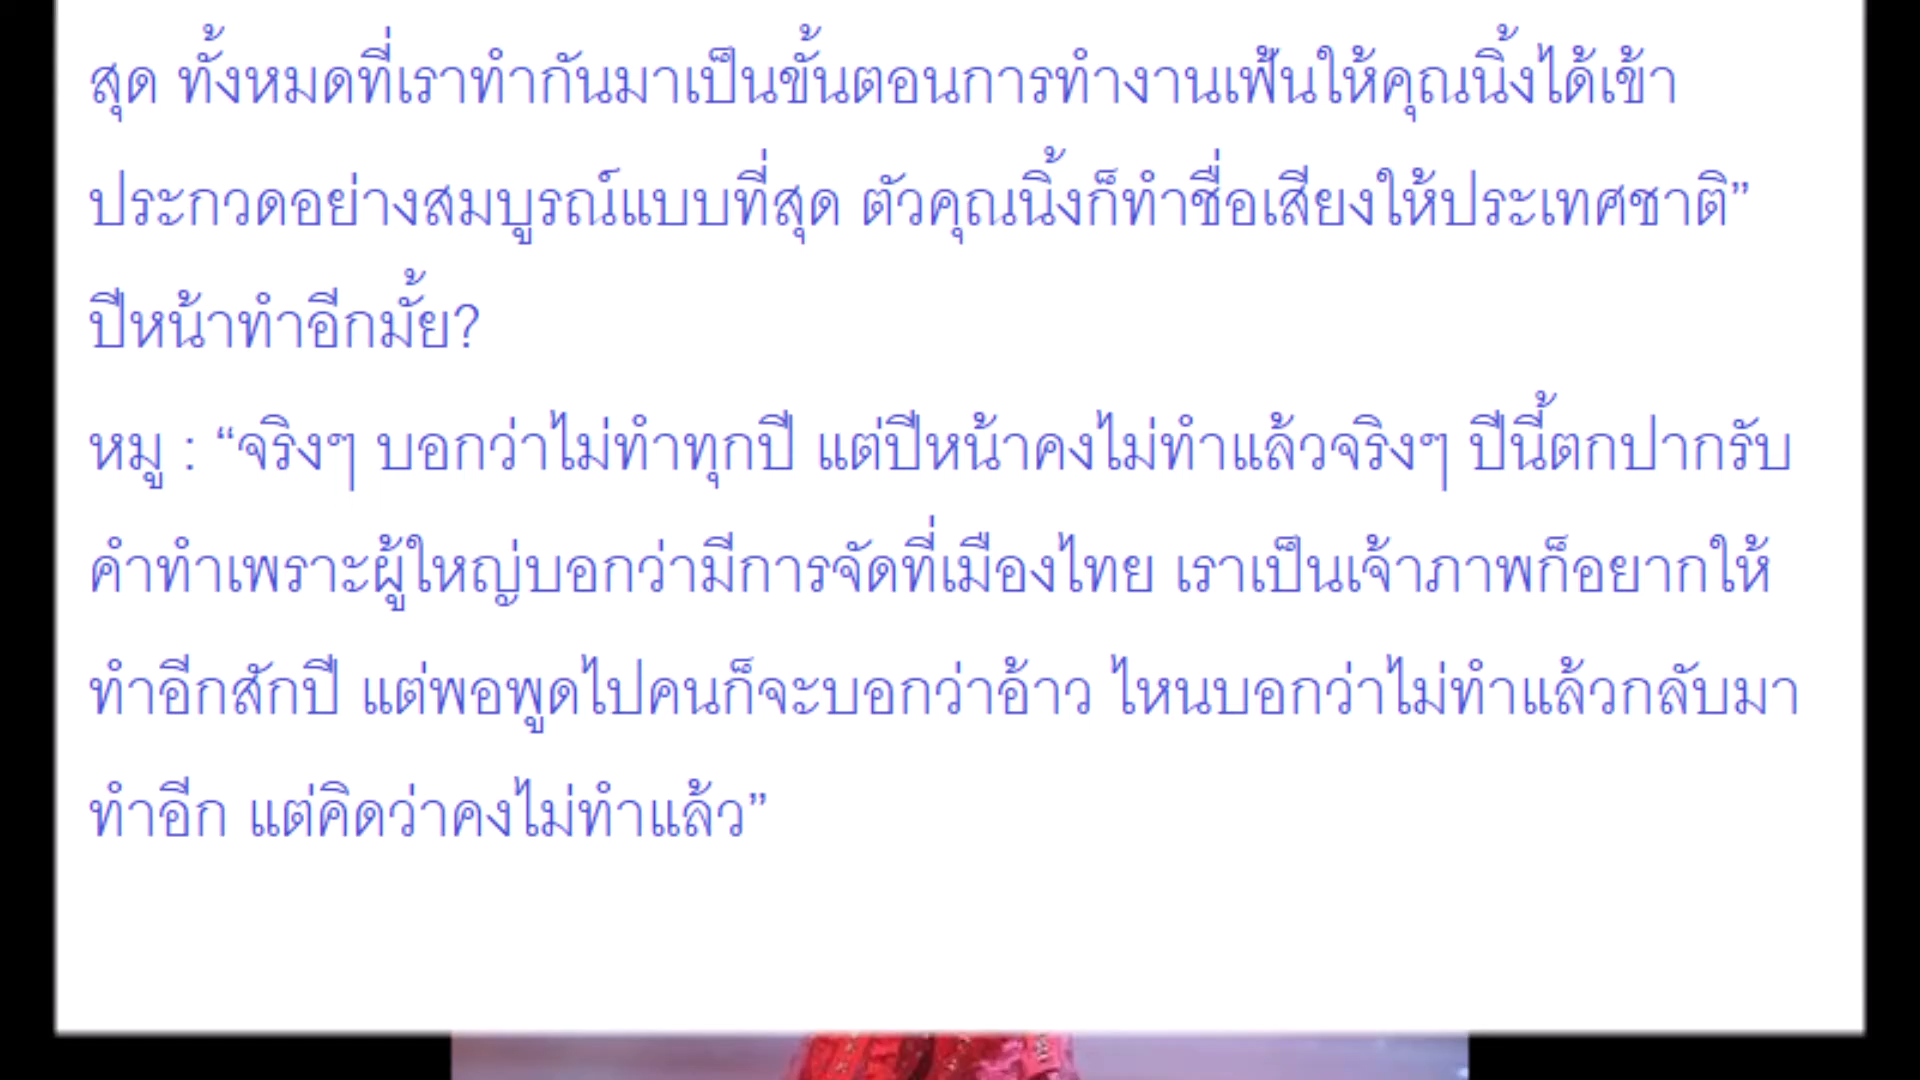 สุด ทั้งหมดที่เราทำกันมาเป็นขั้นตอนการทำงานเฟ้นให้คุณนิ้งได้เข้า
ประกวดอย่างสมบูรณ์แบบที่สุด ตัวคุณนิ้งก็ทำชื่อเสียงให้ประเทศชาติ”
ปีหน้าทำอีกมั้ย?
หมู : “จริงๆ บอกว่าไม่ทำทุกปี แต่ปีหน้าคงไม่ทำแล้วจริงๆ ปีนี้ตกปากรับ
คำทำเพราะผู้ใหญ่บอกว่ามีการจัดที่เมืองไทย เราเป็นเจ้าภาพก็อยากให้
ทำอีกสักปี แต่พอพูดไปคนก็จะบอกว่าอ้าว ไหนบอกว่าไม่ทำแล้วกลับมา
ทำอีก แต่คิดว่าคงไม่ทำแล้ว”